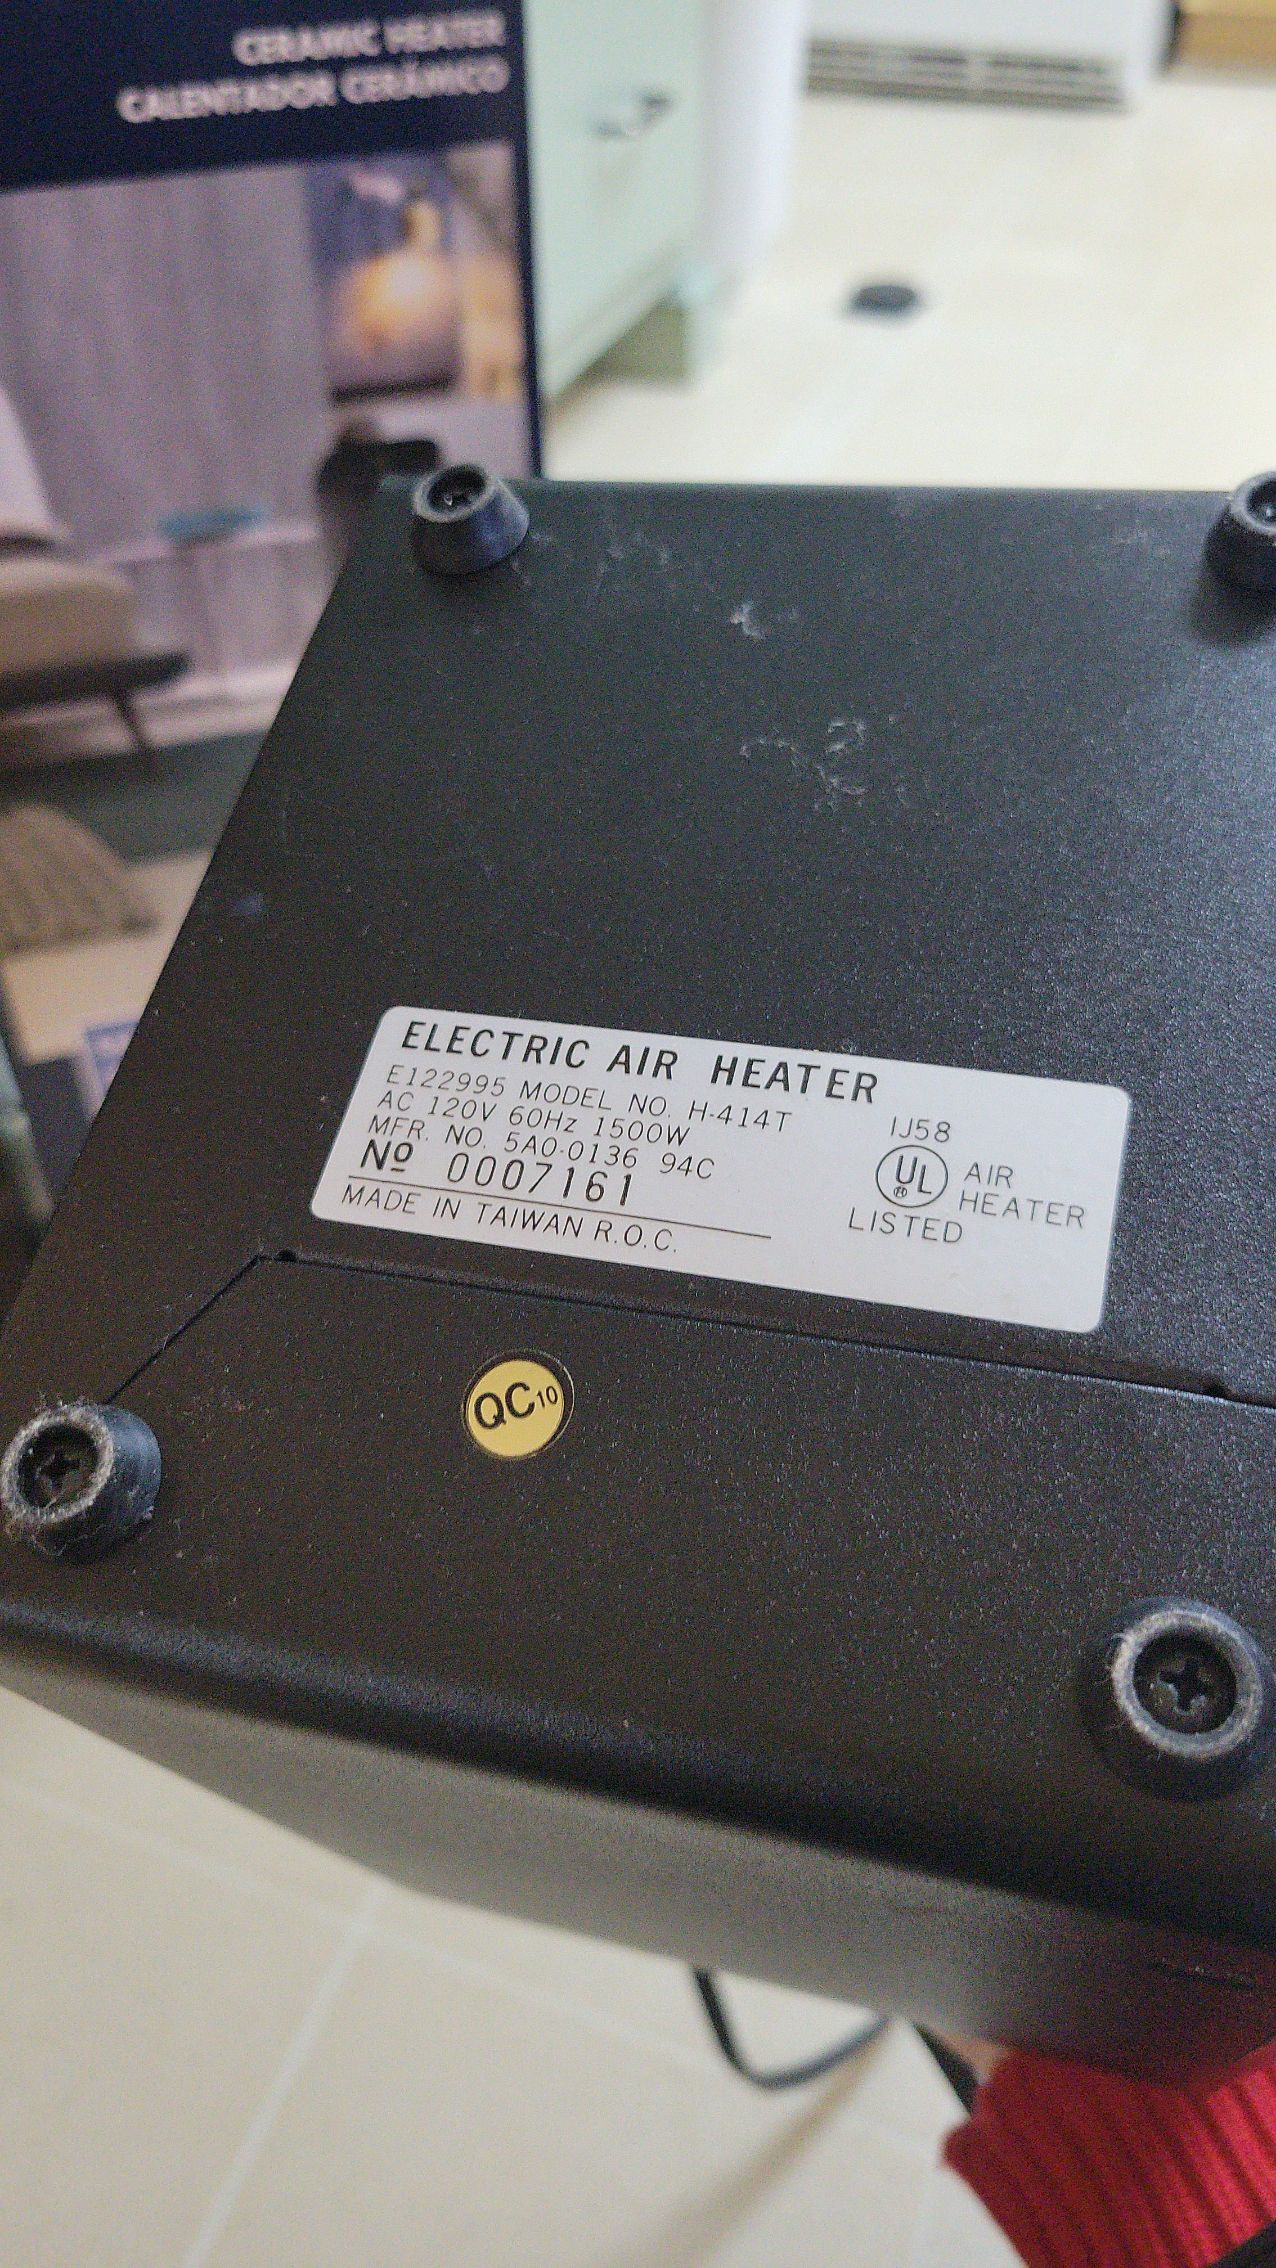 CERAMIC HEATER
CALENTADOR CERÁMICO
ELECTRIC AIR HEATER
E122995 MODEL NO. H-414T
AC 120V 60Hz 1500W
MFR. NO. 5A0-0136 94C
Nº 0007161
MADE IN TAIWAN R.O.C.
IJ58
UL ® AIR HEATER
LISTED
QC10